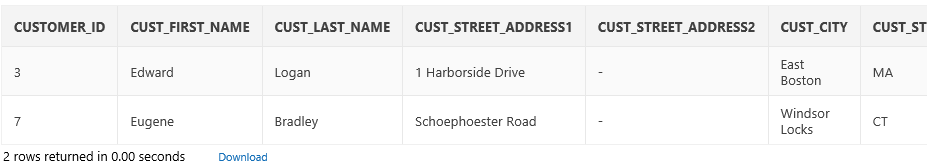 CUSTOMER_ID CUST_FIRST_NAME CUST_LAST_NAME CUST_STREET_ADDRESS1 CUST_STREET_ADDRESS2 CUST_CITY CUST_ST
3 Edward Logan 1 Harborside Drive - East Boston MA
7 Eugene Bradley Schoephoester Road - Windsor Locks CT
2 rows returned in 0.00 seconds Download